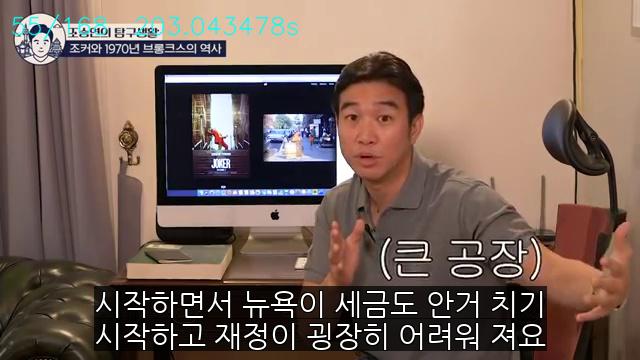 55/168 203.043478s
조승연의 탐구생활
조커와 1970년 브롱크스의 역사
JOKER
(큰 공장)
시작하면서 뉴욕이 세금도 안거 치기
시작하고 재정이 굉장히 어려워 져요